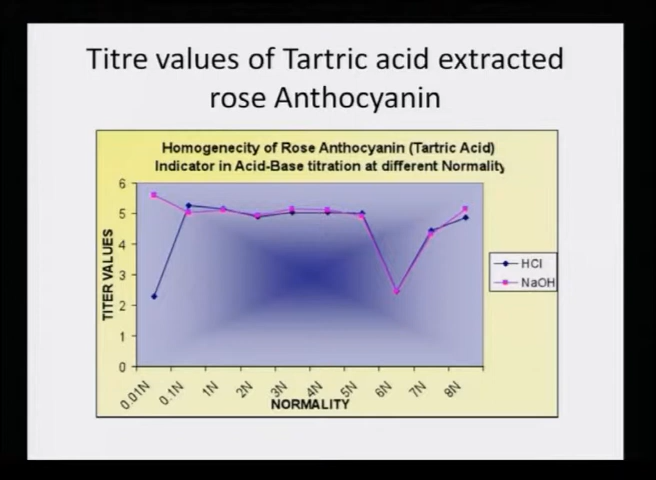 Titre values of Tartric acid extracted
rose Anthocyanin
Homogenecity of Rose Anthocyanin (Tartric Acid)
Indicator in Acid-Base titration at different Normality
TITER VALUES
6
5
4
3
2
1
0
0.01N
0.1N
1N
2N
3N
4N
5N
6N
7N
8N
NORMALITY
HCl
NaOH